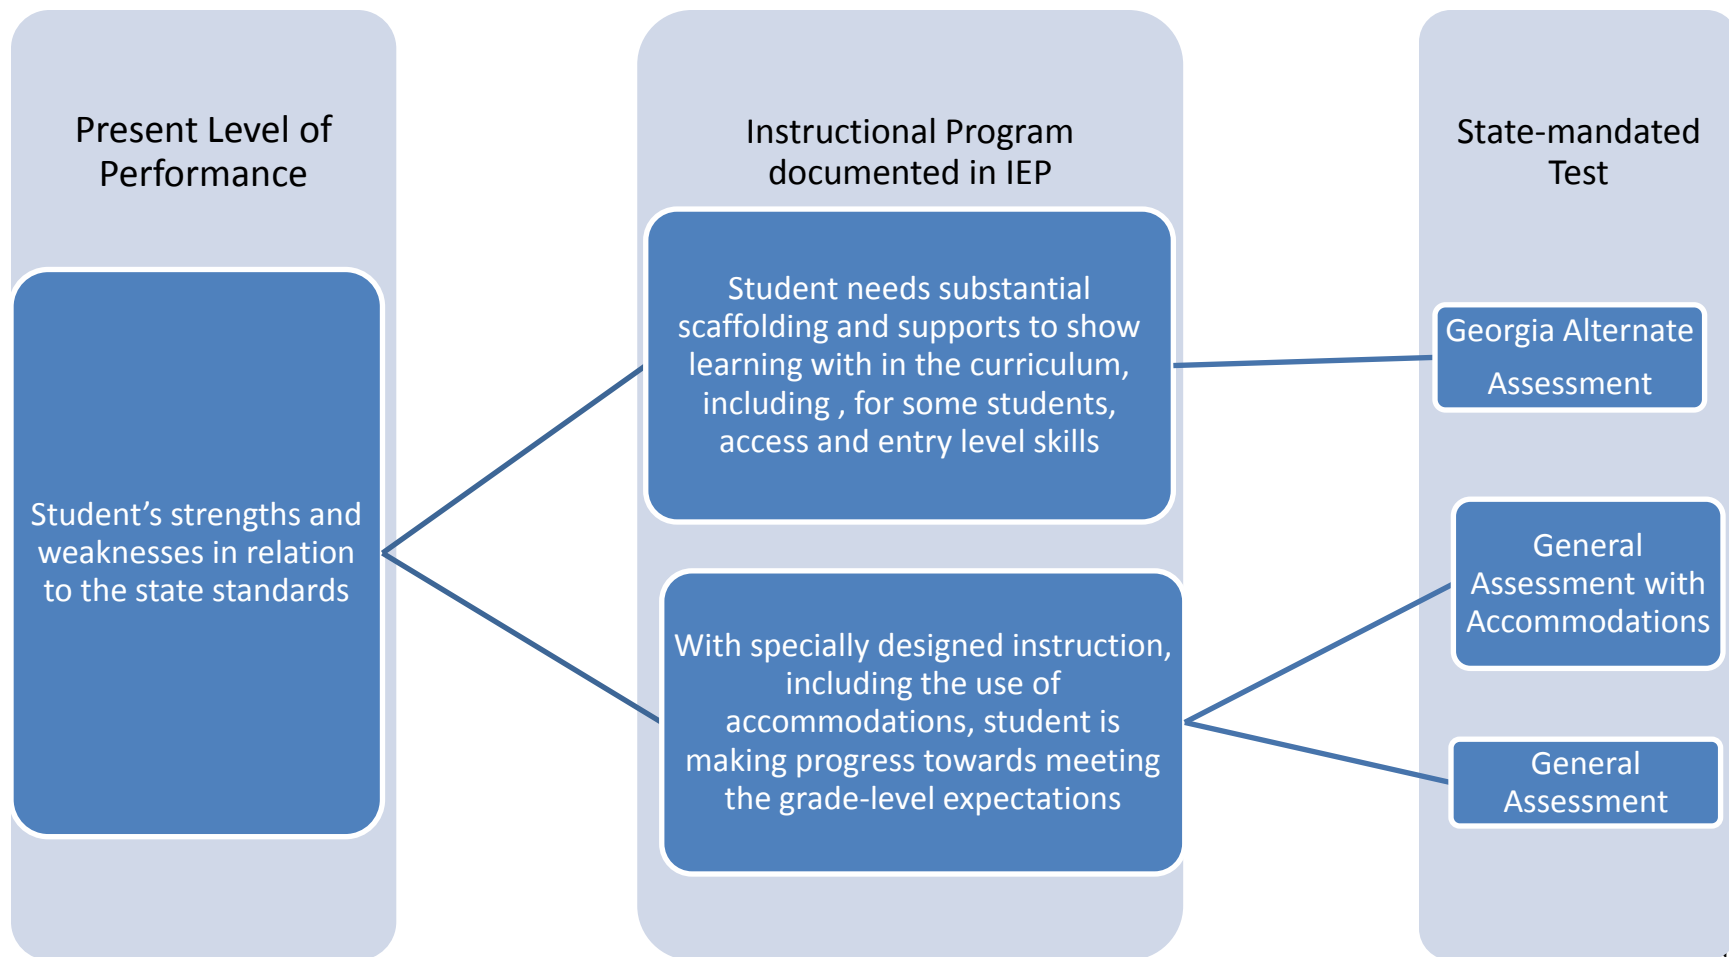 Present Level of
Performance
Student’s strengths and
weaknesses in relation
to the state standards
Instructional Program
documented in IEP
Student needs substantial
scaffolding and supports to show
learning with in the curriculum,
including , for some students,
access and entry level skills
With specially designed instruction,
including the use of
accommodations, student is
making progress towards meeting
the grade-level expectations
State-mandated
Test
Georgia Alternate
Assessment
General
Assessment with
Accommodations
General
Assessment